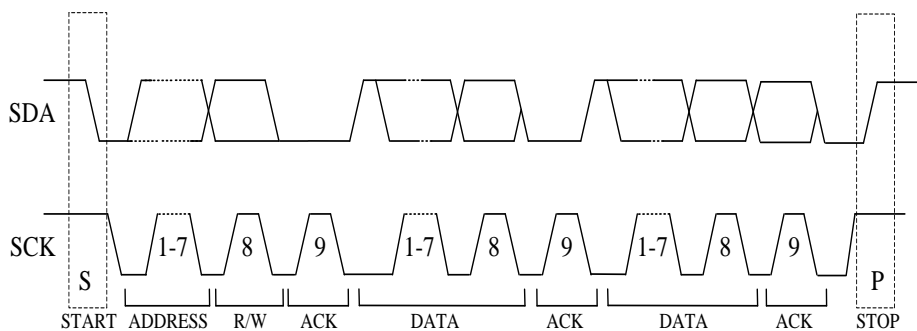 SDA
SCK
1-7 8 9 1-7 8 9 1-7 8 9
S P
START ADDRESS R/W ACK DATA ACK DATA ACK STOP